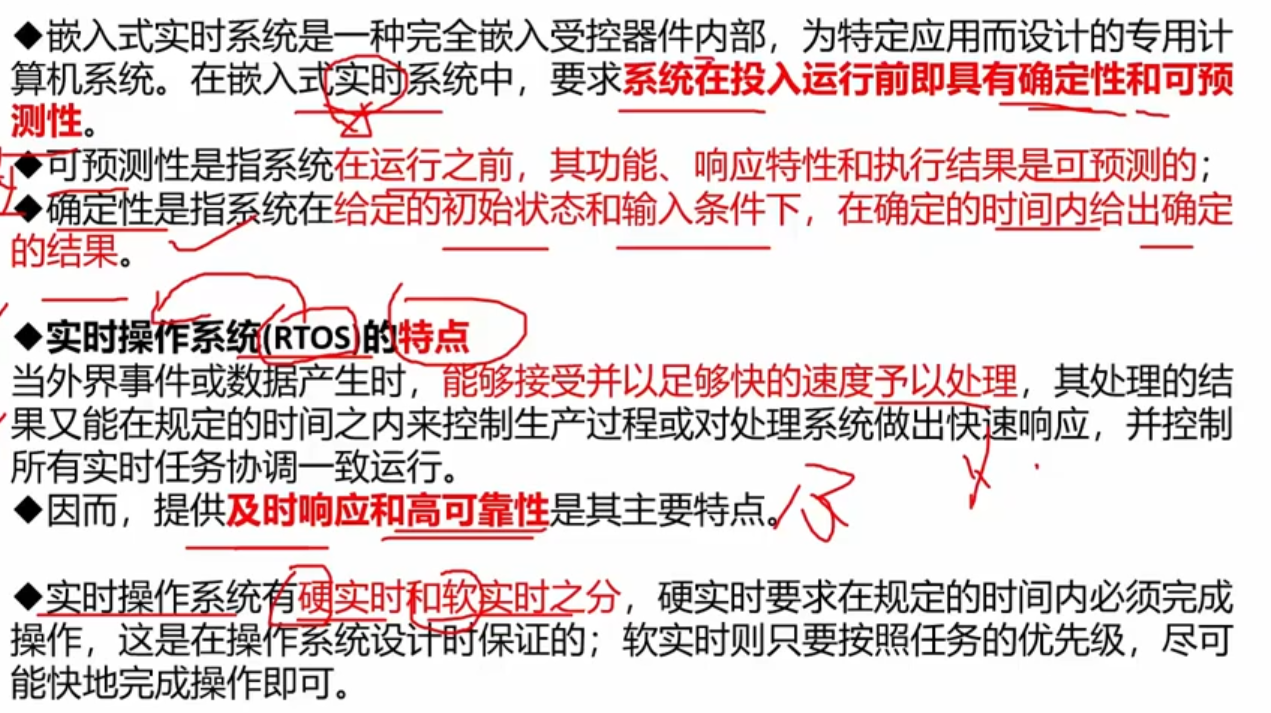 ◆嵌入式实时系统是一种完全嵌入受控器件内部，为特定应用而设计的专用计
算机系统。在嵌入式实时系统中，要求系统在投入运行前即具有确定性和可预
测性。
◆可预测性是指系统在运行之前，其功能、响应特性和执行结果是可预测的；
◆确定性是指系统在给定的初始状态和输入条件下，在确定的时间内给出确定
的结果。
◆实时操作系统(RTOS)的特点
当外界事件或数据产生时，能够接受并以足够快的速度予以处理，其处理的结
果又能在规定的时间之内来控制生产过程或对处理系统做出快速响应，并控制
所有实时任务协调一致运行。
◆因而，提供及时响应和高可靠性是其主要特点。
◆实时操作系统有硬实时和软实时之分，硬实时要求在规定的时间内必须完成
操作，这是在操作系统设计时保证的；软实时则只要按照任务的优先级，尽可
能快地完成操作即可。